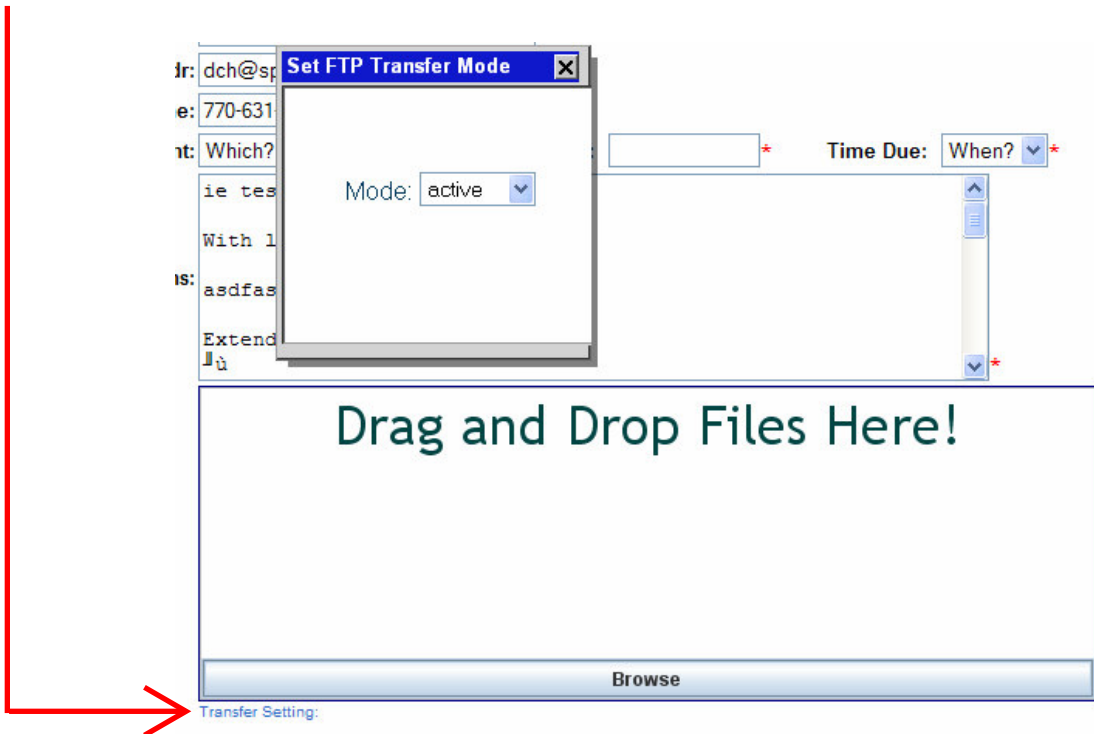 Set FTP Transfer Mode
dr: dch@sp
e: 770-631-
nt: Which? : * Time Due: When? *
Mode: active
ie tes
With l
ns:
asdfas
Extend
ù
*
Drag and Drop Files Here!
Browse
Transfer Setting: